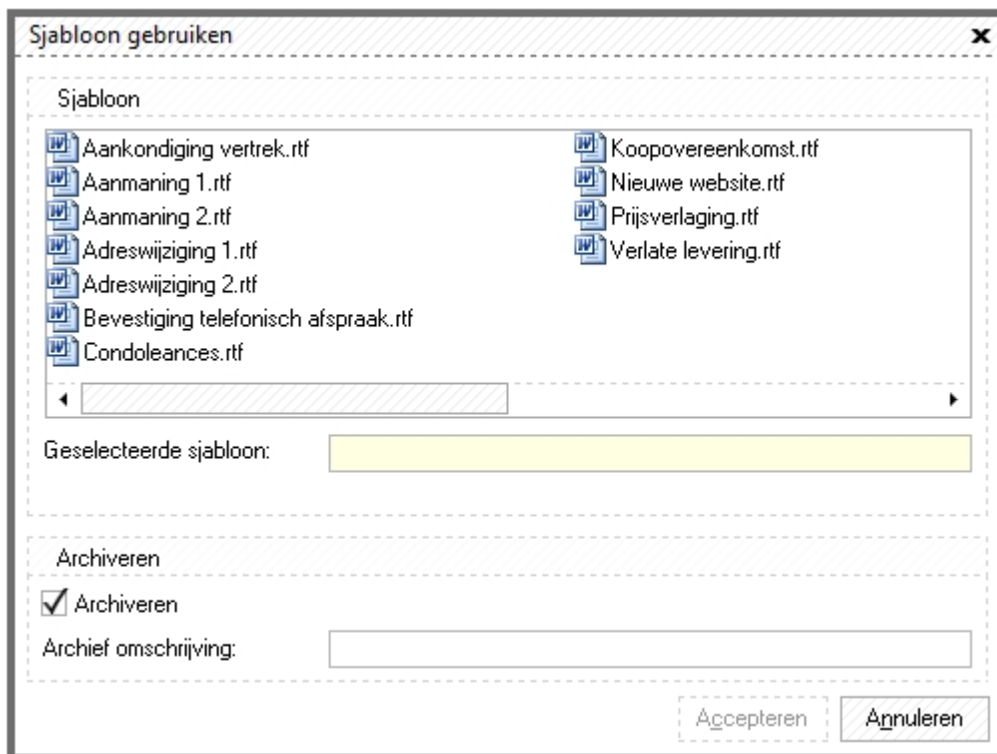 Sjabloon gebruiken
Sjabloon
Aankondiging vertrek.rtf
Aanmaning 1.rtf
Aanmaning 2.rtf
Adreswijziging 1.rtf
Adreswijziging 2.rtf
Bevestiging telefonisch afspraak.rtf
Condoleances.rtf
Koopovereenkomst.rtf
Nieuwe website.rtf
Prijsverlaging.rtf
Verlate levering.rtf
Geselecteerde sjabloon:
Archiveren
Archiveren
Archief omschrijving:
Accepteren Annuleren